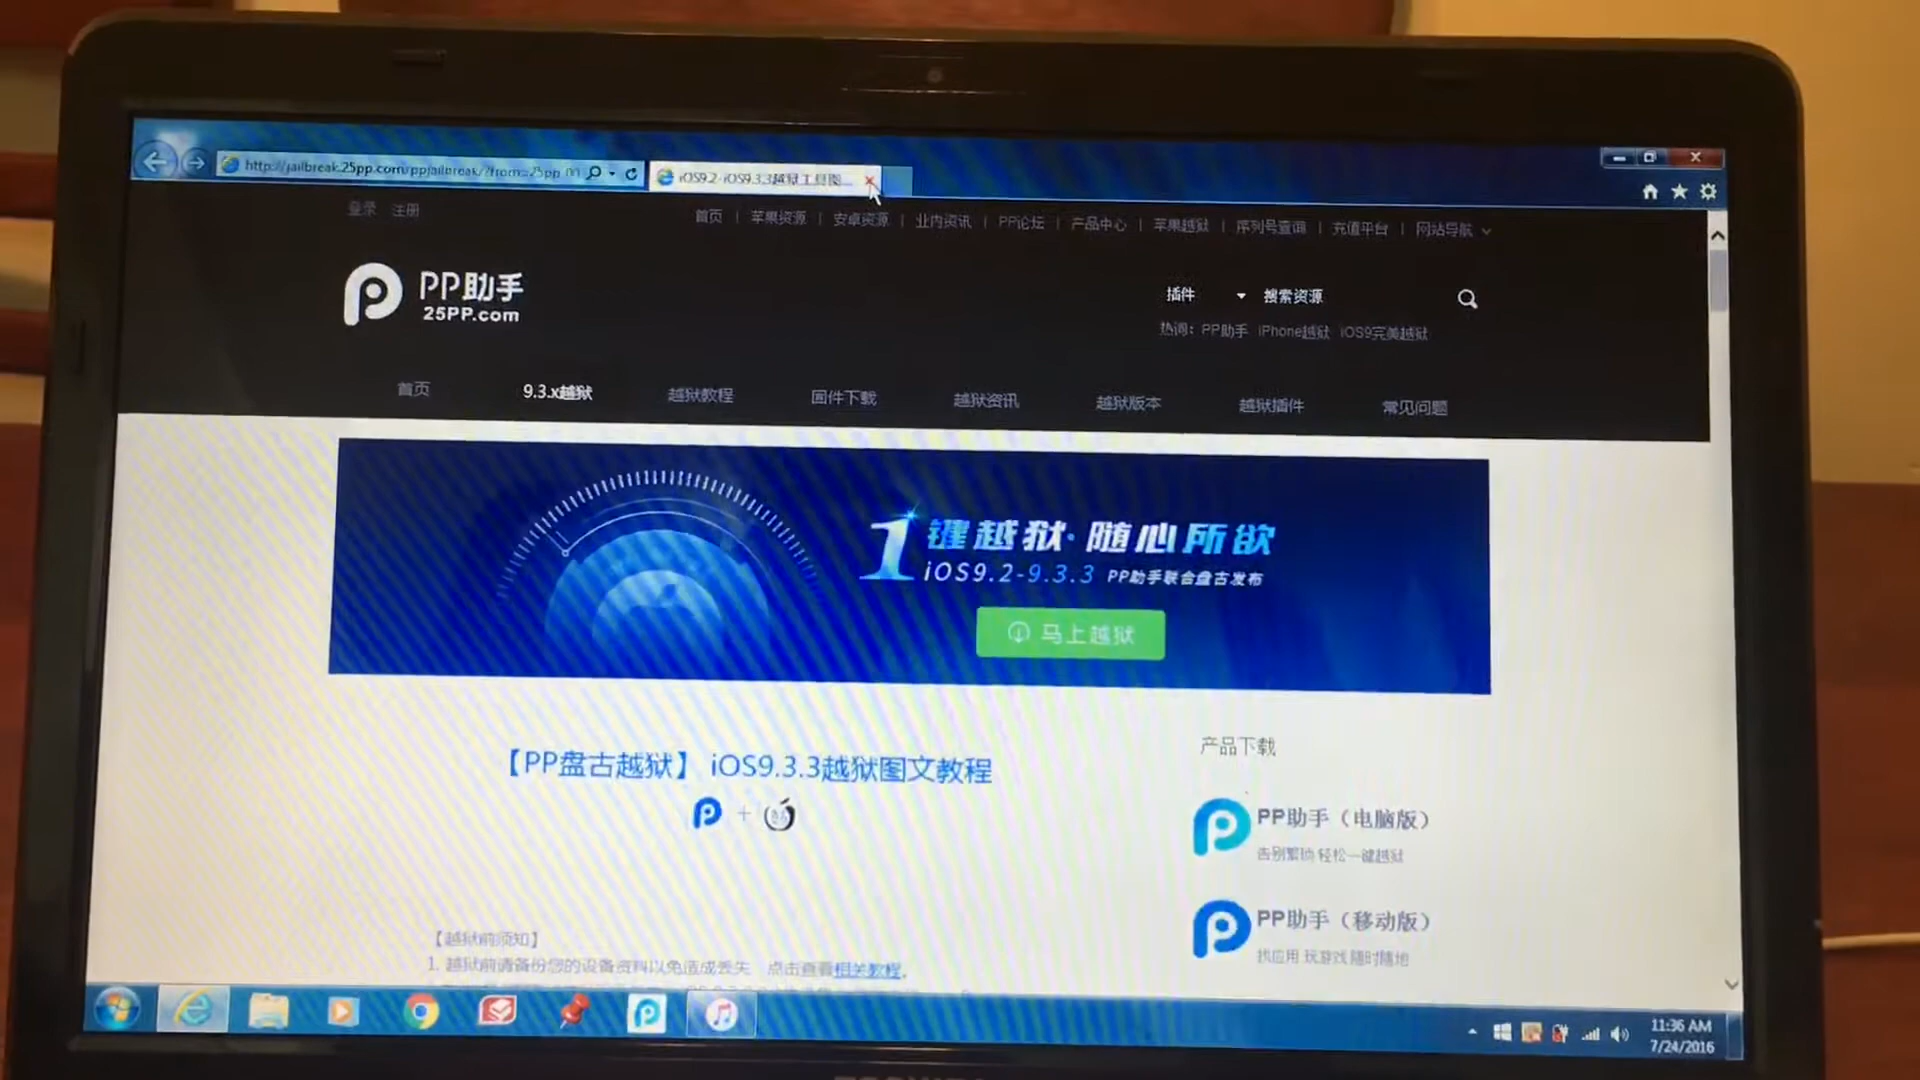 http://jailbreak.25pp.com/ppjailbreak/?from=25pp
iOS9.2-iOS9.3.3越狱工具图...
登录 注册
首页 | 苹果资源 | 安卓资源 | 业内资讯 | PP论坛 | 产品中心 | 苹果越狱 | 序列号查询 | 充值平台 | 网站导航
PP助手
25PP.com
插件 搜索资源
热词：PP助手 iPhone越狱 iOS9完美越狱
首页 9.3.x越狱 越狱教程 固件下载 越狱资讯 越狱版本 越狱插件 常见问题
1键越狱·随心所欲
iOS9.2-9.3.3 PP助手联合盘古发布
马上越狱
【PP盘古越狱】 iOS9.3.3越狱图文教程
+
产品下载
PP助手（电脑版）
告别繁琐 轻松一键越狱
PP助手（移动版）
找应用 玩游戏 随时随地
【越狱前须知】
1. 越狱前请备份您的设备资料以免造成丢失 点击查看相关教程。
11:36 AM
7/24/2016